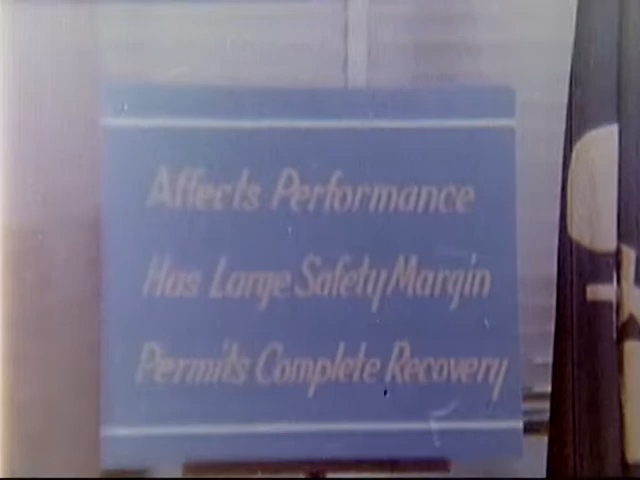 Affects Performance
Has Large Safety Margin
Permits Complete Recovery